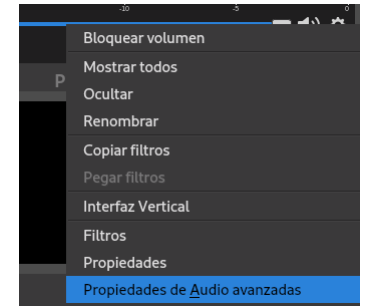 -10 -5 0
Bloquear volumen
Mostrar todos
P
Ocultar
Renombrar
Copiar filtros
Pegar filtros
Interfaz Vertical
Filtros
Propiedades
Propiedades de Audio avanzadas